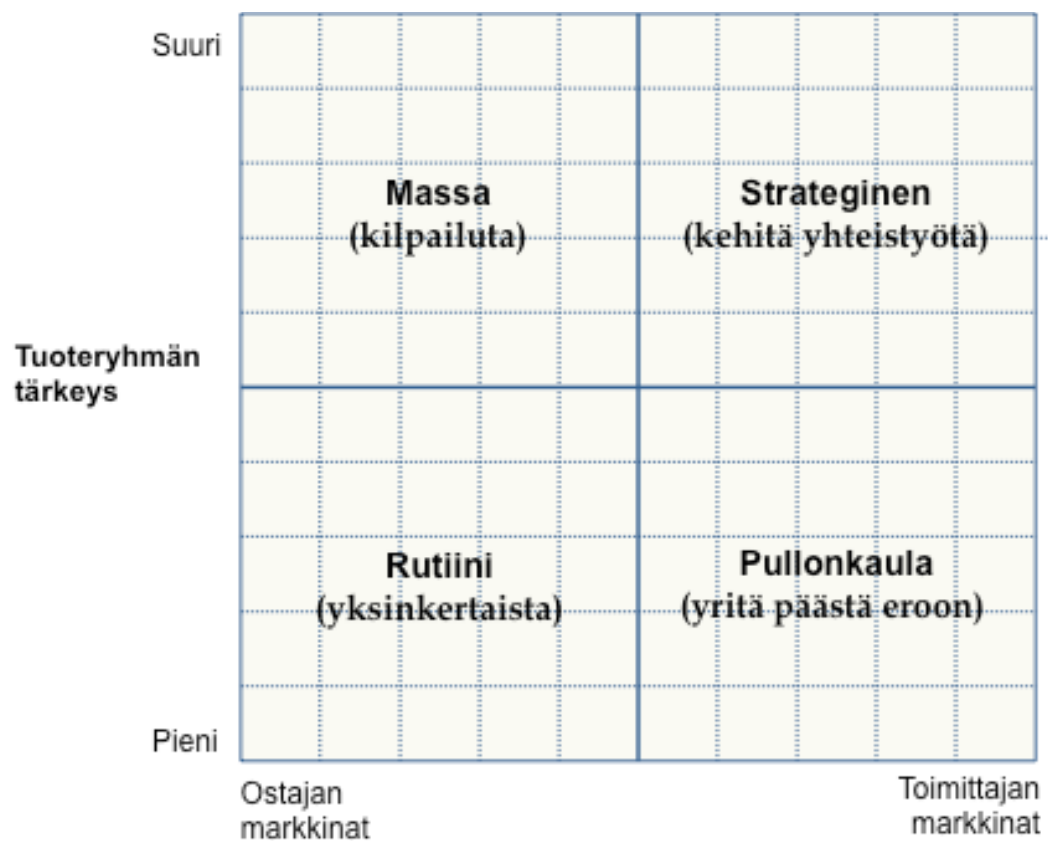 Suuri
Massa
(kilpailuta)
Strateginen
(kehitä yhteistyötä)
Tuoteryhmän
tärkeys
Rutiini
(yksinkertaista)
Pullonkaula
(yritä päästä eroon)
Pieni
Ostajan
markkinat
Toimittajan
markkinat